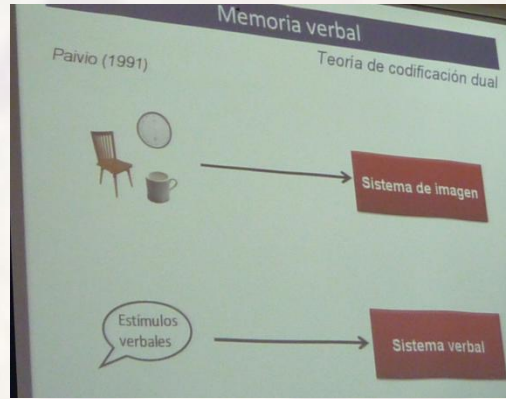 Memoria verbal
Paivio (1991)
Teoría de codificación dual
Sistema de imagen
Estímulos
verbales
Sistema verbal